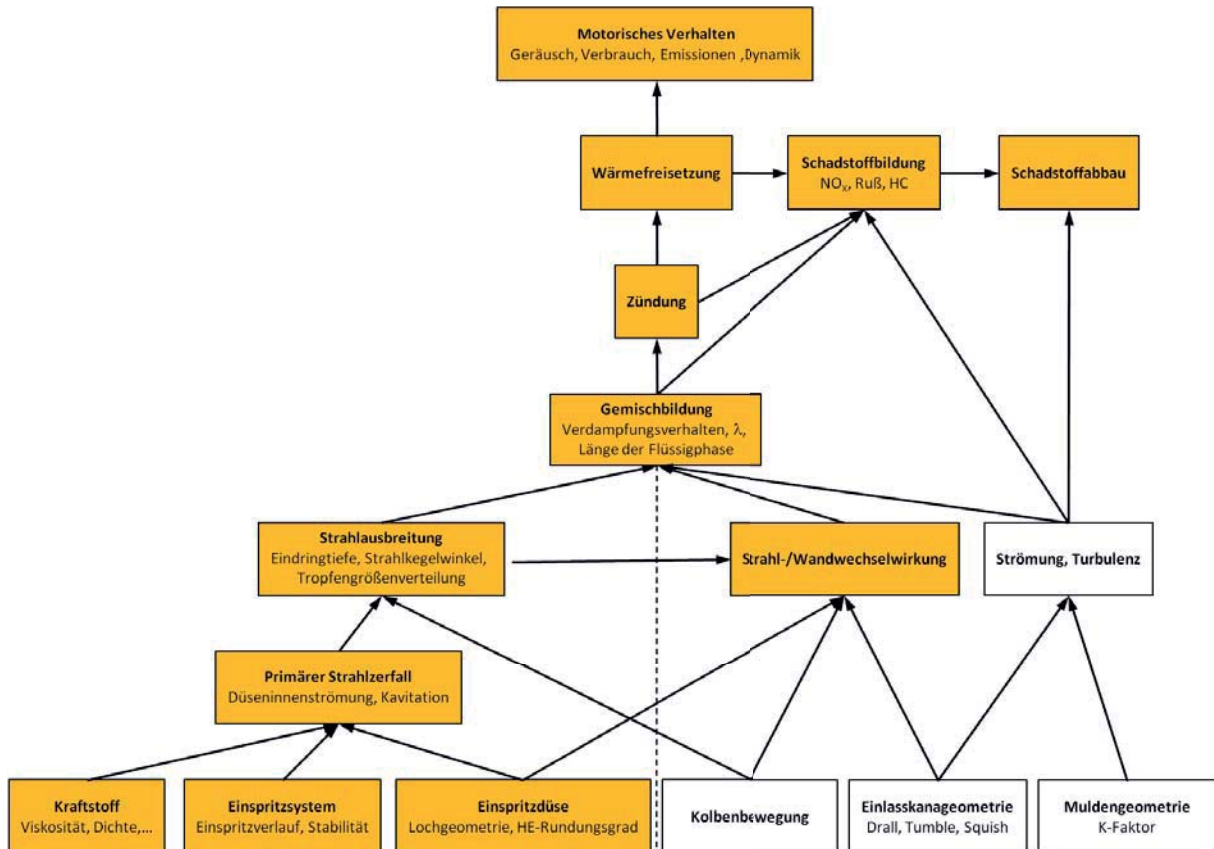 Motorisches Verhalten
Geräusch, Verbrauch, Emissionen ,Dynamik
Wärmefreisetzung
Schadstoffbildung
NOx, Ruß, HC
Schadstoffabbau
Zündung
Gemischbildung
Verdampfungsverhalten, λ,
Länge der Flüssigphase
Strahlausbreitung
Eindringtiefe, Strahlkegelwinkel,
Tropfengrößenverteilung
Strahl-/Wandwechselwirkung
Strömung, Turbulenz
Primärer Strahlzerfall
Düseninnenströmung, Kavitation
Kraftstoff
Viskosität, Dichte,...
Einspritzsystem
Einspritzverlauf, Stabilität
Einspritzdüse
Lochgeometrie, HE-Rundungsgrad
Kolbenbewegung
Einlasskanageometrie
Drall, Tumble, Squish
Muldengeometrie
K-Faktor